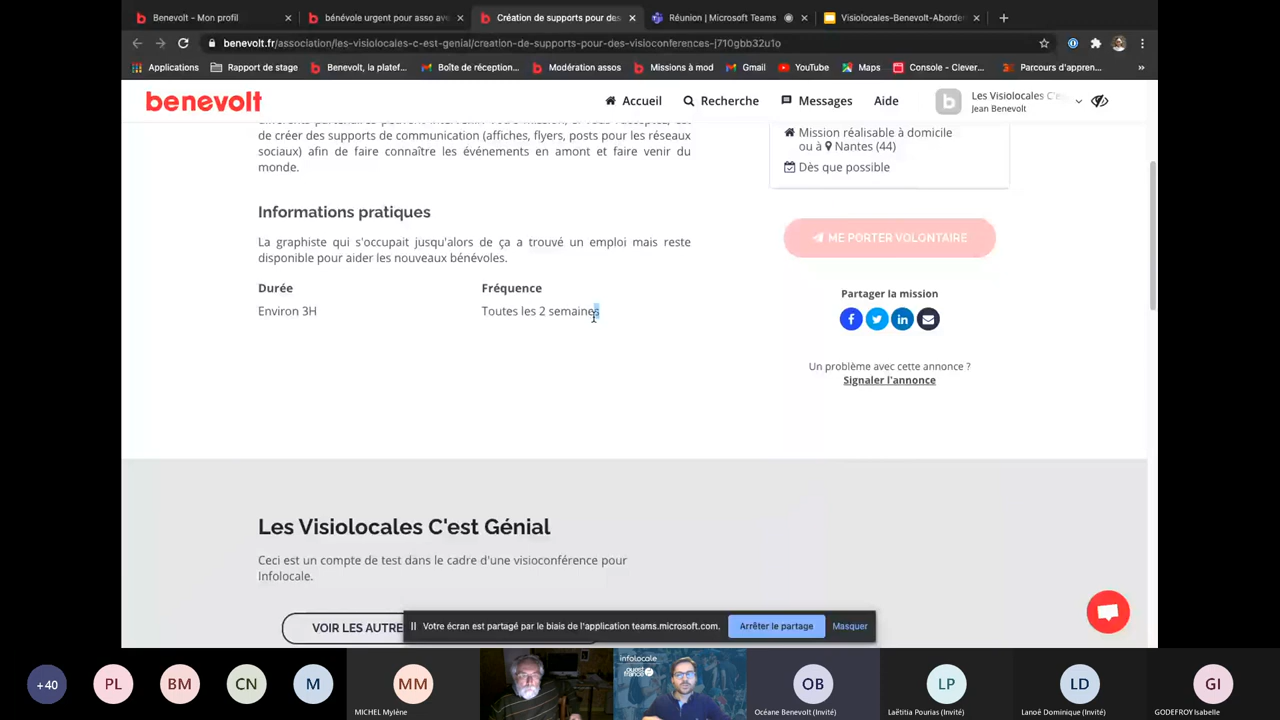 Benevolt - Mon profil
bénévole urgent pour asso av
Création de supports pour des
Réunion | Microsoft Teams
Visiolocales-Benevolt-Aborder
benevolt.fr/association/les-visiolocales-c-est-genial/creation-de-supports-pour-des-visioconferences-j710gbb32u1o
Applications
Rapport de stage
Benevolt, la platef...
Boîte de réception...
Modération assos
Missions à mod
Gmail
YouTube
Maps
Console - Clever...
Parcours d'appren...
»
benevolt
Accueil
Recherche
Messages
Aide
Les Visiolocales C'es
Jean Benevolt
est
de créer des supports de communication (affiches, flyers, posts pour les réseaux
sociaux) afin de faire connaître les événements en amont et faire venir du
monde.
Mission réalisable à domicile
ou à Nantes (44)
Dès que possible
Informations pratiques
La graphiste qui s'occupait jusqu'alors de ça a trouvé un emploi mais reste
disponible pour aider les nouveaux bénévoles.
Durée
Fréquence
Environ 3H
Toutes les 2 semaines
ME PORTER VOLONTAIRE
Partager la mission
Un problème avec cette annonce ?
Signaler l'annonce
Les Visiolocales C'est Génial
Ceci est un compte de test dans le cadre d'une visioconférence pour
Infolocale.
VOIR LES AUTRE
Votre écran est partagé par le biais de l'application teams.microsoft.com.
Arrêter le partage
Masquer
+40
PL
BM
CN
M
MM
MICHEL Mylène
infolocale
ouest
france
OB
Océane Benevolt (Invité)
LP
Laëtitia Pourias (Invité)
LD
Lanoé Dominique (Invité)
GI
GODEFROY Isabelle